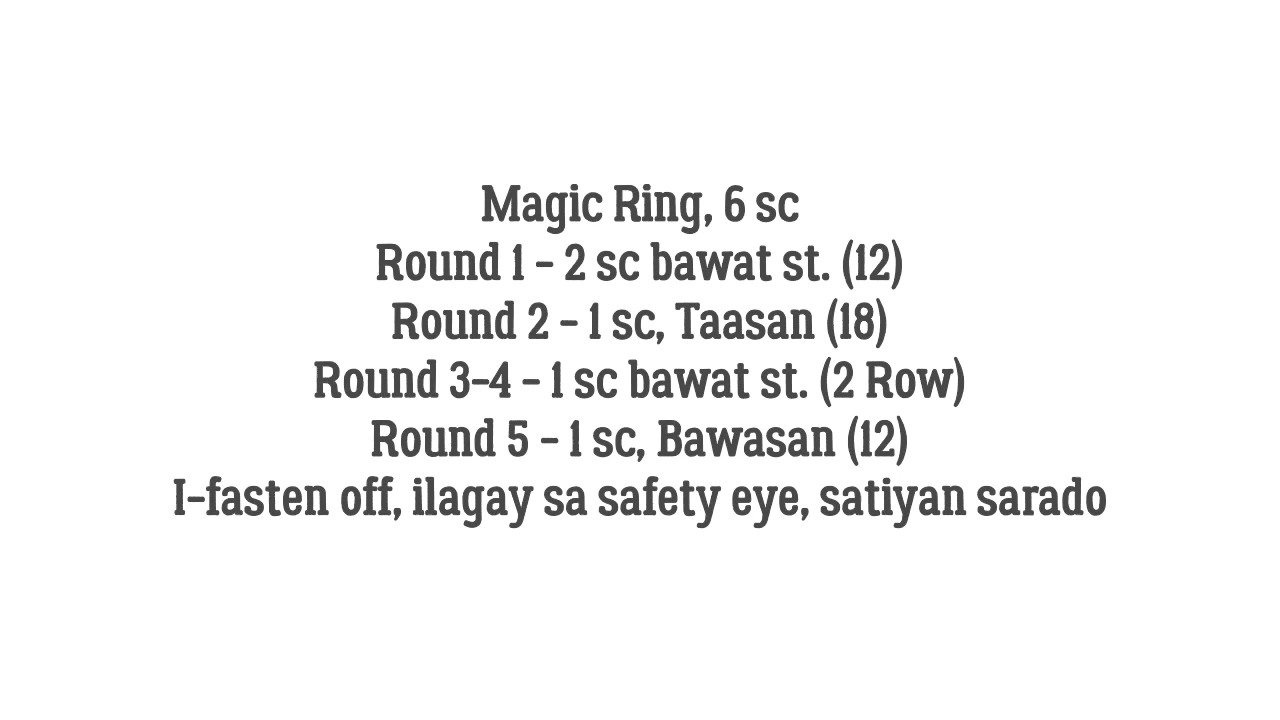 Magic Ring, 6 sc
Round 1 - 2 sc bawat st. (12)
Round 2 - 1 sc, Taasan (18)
Round 3-4 - 1 sc bawat st. (2 Row)
Round 5 - 1 sc, Bawasan (12)
I-fasten off, ilagay sa safety eye, satiyan sarado